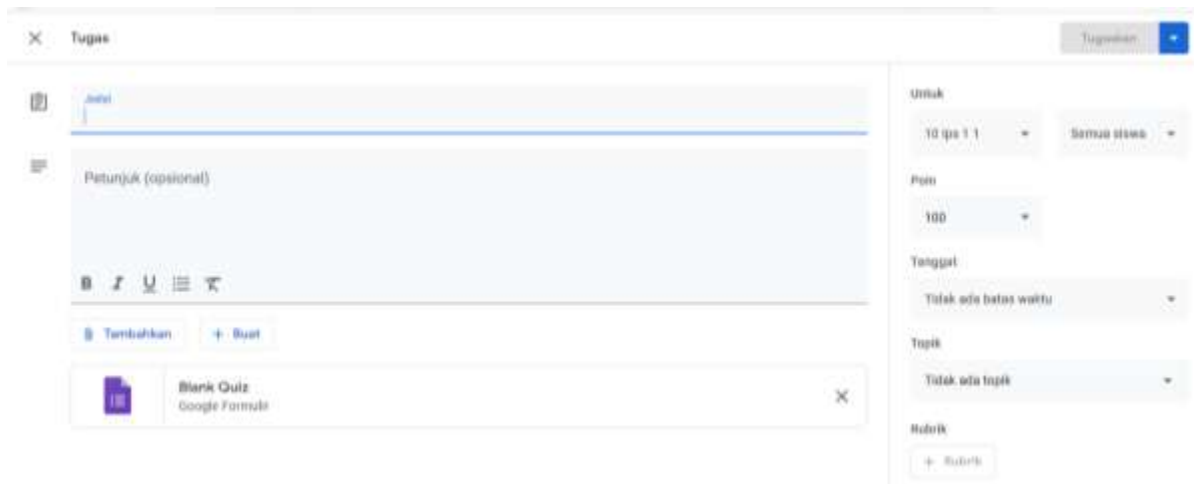 Tugas
Tugaskan
Judul
Petunjuk (opsional)
B I U
Tambahkan
+ Buat
Blank Quiz
Google Formulir
Untuk
10 ips 1 1
Semua siswa
Poin
100
Tanggal
Tidak ada batas waktu
Topik
Tidak ada topik
Rubrik
+ Rubrik